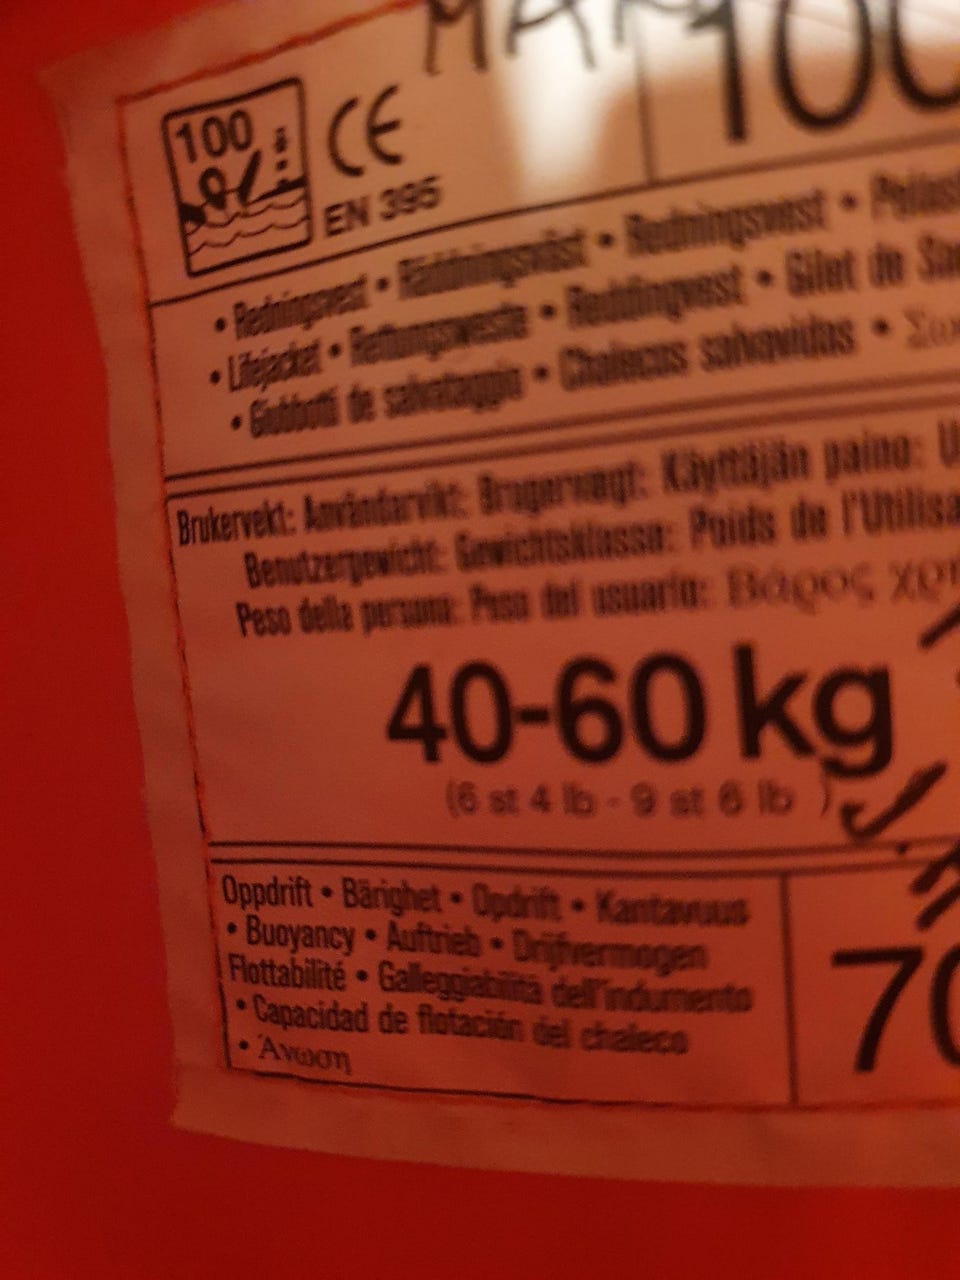 100
100
CE
EN 395
• Redningsvest • Räddningsväst • Redningsvest •
• Lifejacket • Rettungsweste • Reddingvest • Gilet de
• Giubbotti de salvataggio • Chalecos salvavidas •
Brukervekt: Användarvikt: Brugervægt: Käyttäjän paino:
Benutzergewicht: Gewichtsklasse: Poids de l'Utilisa
Peso della persona: Peso del usuario: Βάρος χρη
40-60 kg
(6 st 4 lb - 9 st 6 lb )
Oppdrift • Bärighet • Opdrift • Kantavuus
• Buoyancy • Auftrieb • Drijfvermogen
Flottabilité • Galleggiabilità dell'indumento
• Capacidad de flotación del chaleco
• Άνωση
70